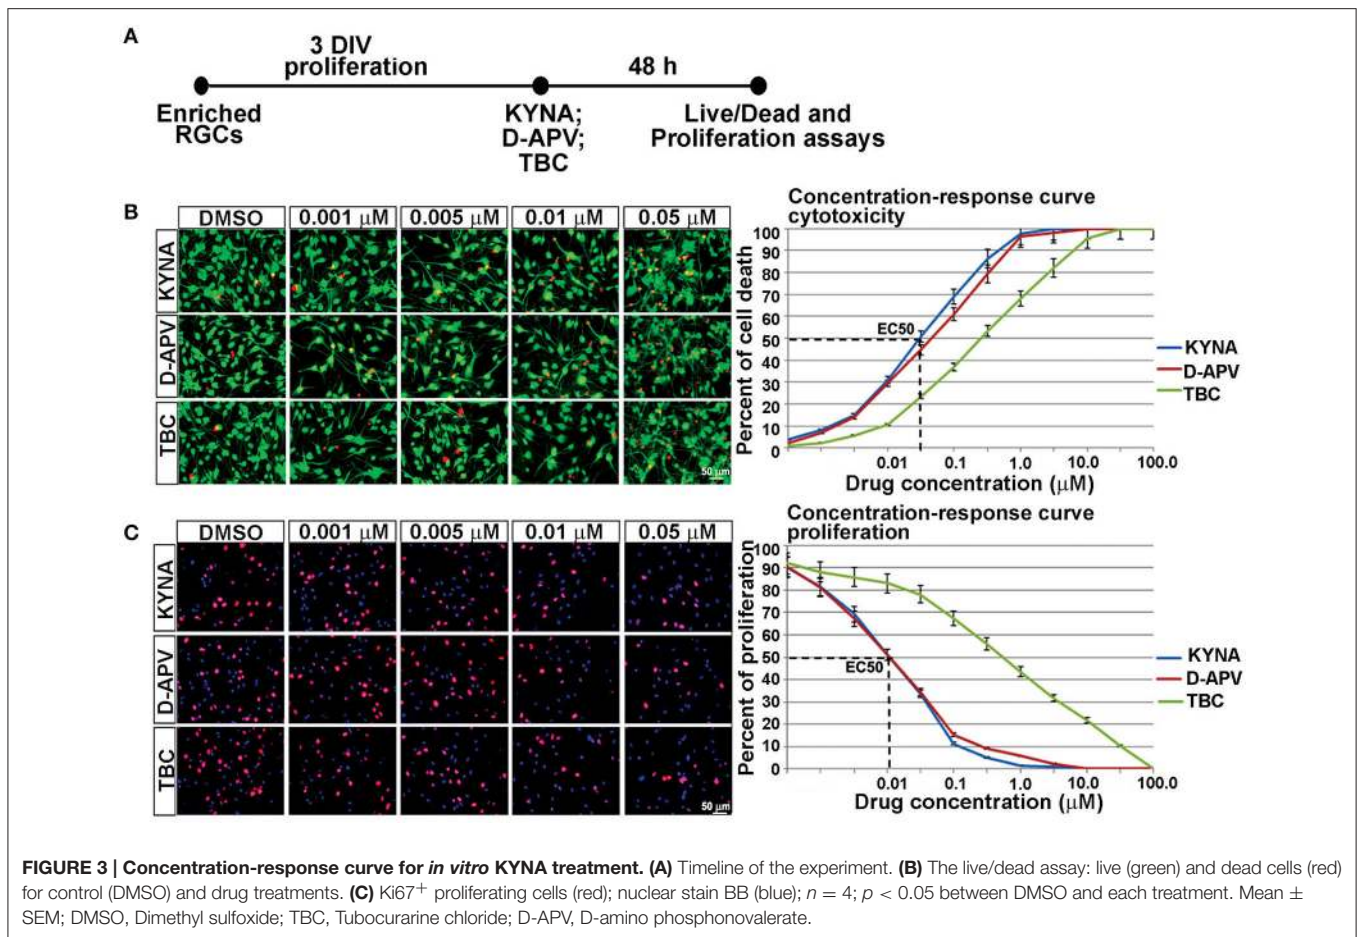 A
3 DIV
proliferation
48 h
Enriched
RGCs
KYNA;
D-APV;
TBC
Live/Dead and
Proliferation assays
B
DMSO
0.001 μM
0.005 μM
0.01 μM
0.05 μM
KYNA
D-APV
TBC
50 μm
Concentration-response curve
cytotoxicity
Percent of cell death
100
90
80
70
60
50
40
30
20
10
0
EC50
0.01
0.1
1.0
10.0
100.0
Drug concentration (μM)
KYNA
D-APV
TBC
C
DMSO
0.001 μM
0.005 μM
0.01 μM
0.05 μM
KYNA
D-APV
TBC
50 μm
Concentration-response curve
proliferation
Percent of proliferation
100
90
80
70
60
50
40
30
20
10
0
EC50
0.01
0.1
1.0
10.0
100.0
Drug concentration (μM)
KYNA
D-APV
TBC
FIGURE 3 | Concentration-response curve for in vitro KYNA treatment. (A) Timeline of the experiment. (B) The live/dead assay: live (green) and dead cells (red)
for control (DMSO) and drug treatments. (C) Ki67+ proliferating cells (red); nuclear stain BB (blue); n = 4; p < 0.05 between DMSO and each treatment. Mean ±
SEM; DMSO, Dimethyl sulfoxide; TBC, Tubocurarine chloride; D-APV, D-amino phosphonovalerate.